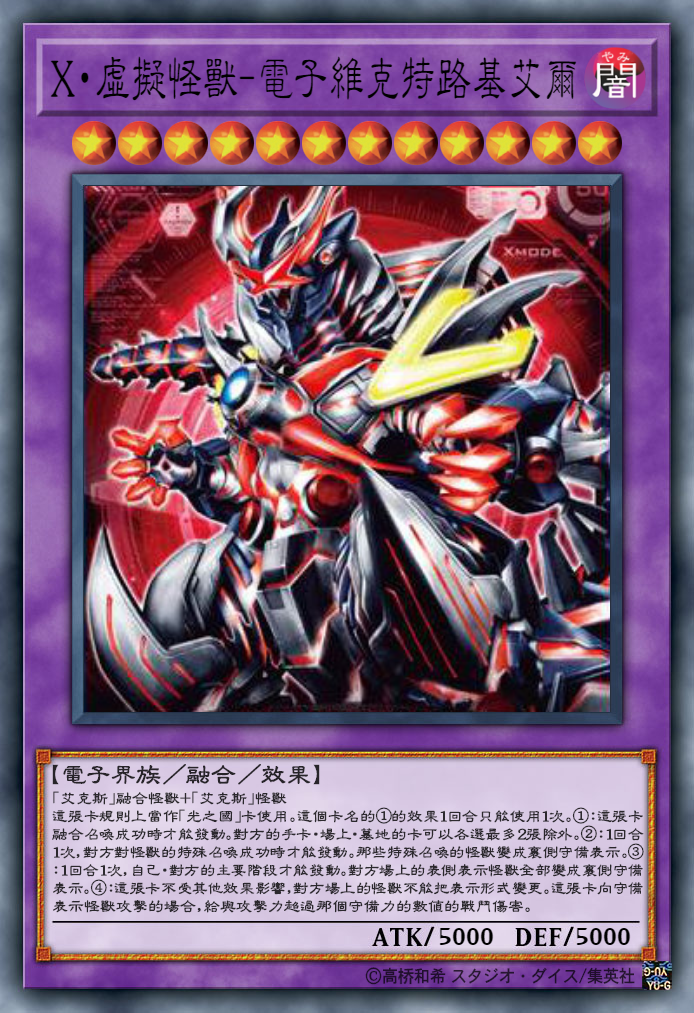 X・虛擬怪獸-電子維克特路基艾爾
やみ
闇
XMODE
【電子界族／融合／效果】
「艾克斯」融合怪獸+「艾克斯」怪獸
這張卡規則上當作「光之國」卡使用。這個卡名的①的效果1回合只能使用1次。①:這張卡
融合召喚成功時才能發動。對方的手卡・場上・墓地的卡可以各選最多2張除外。②:1回合
1次,對方對怪獸的特殊召喚成功時才能發動。那些特殊召喚的怪獸變成裏側守備表示。③
:1回合1次,自己・對方的主要階段才能發動。對方場上的表側表示怪獸全部變成裏側守備
表示。④:這張卡不受其他效果影響,對方場上的怪獸不能把表示形式變更。這張卡向守備
表示怪獸攻擊的場合,給與攻擊力超過那個守備力的數值的戰鬥傷害。
ATK/5000 DEF/5000
©高桥和希 スタジオ・ダイス/集英社